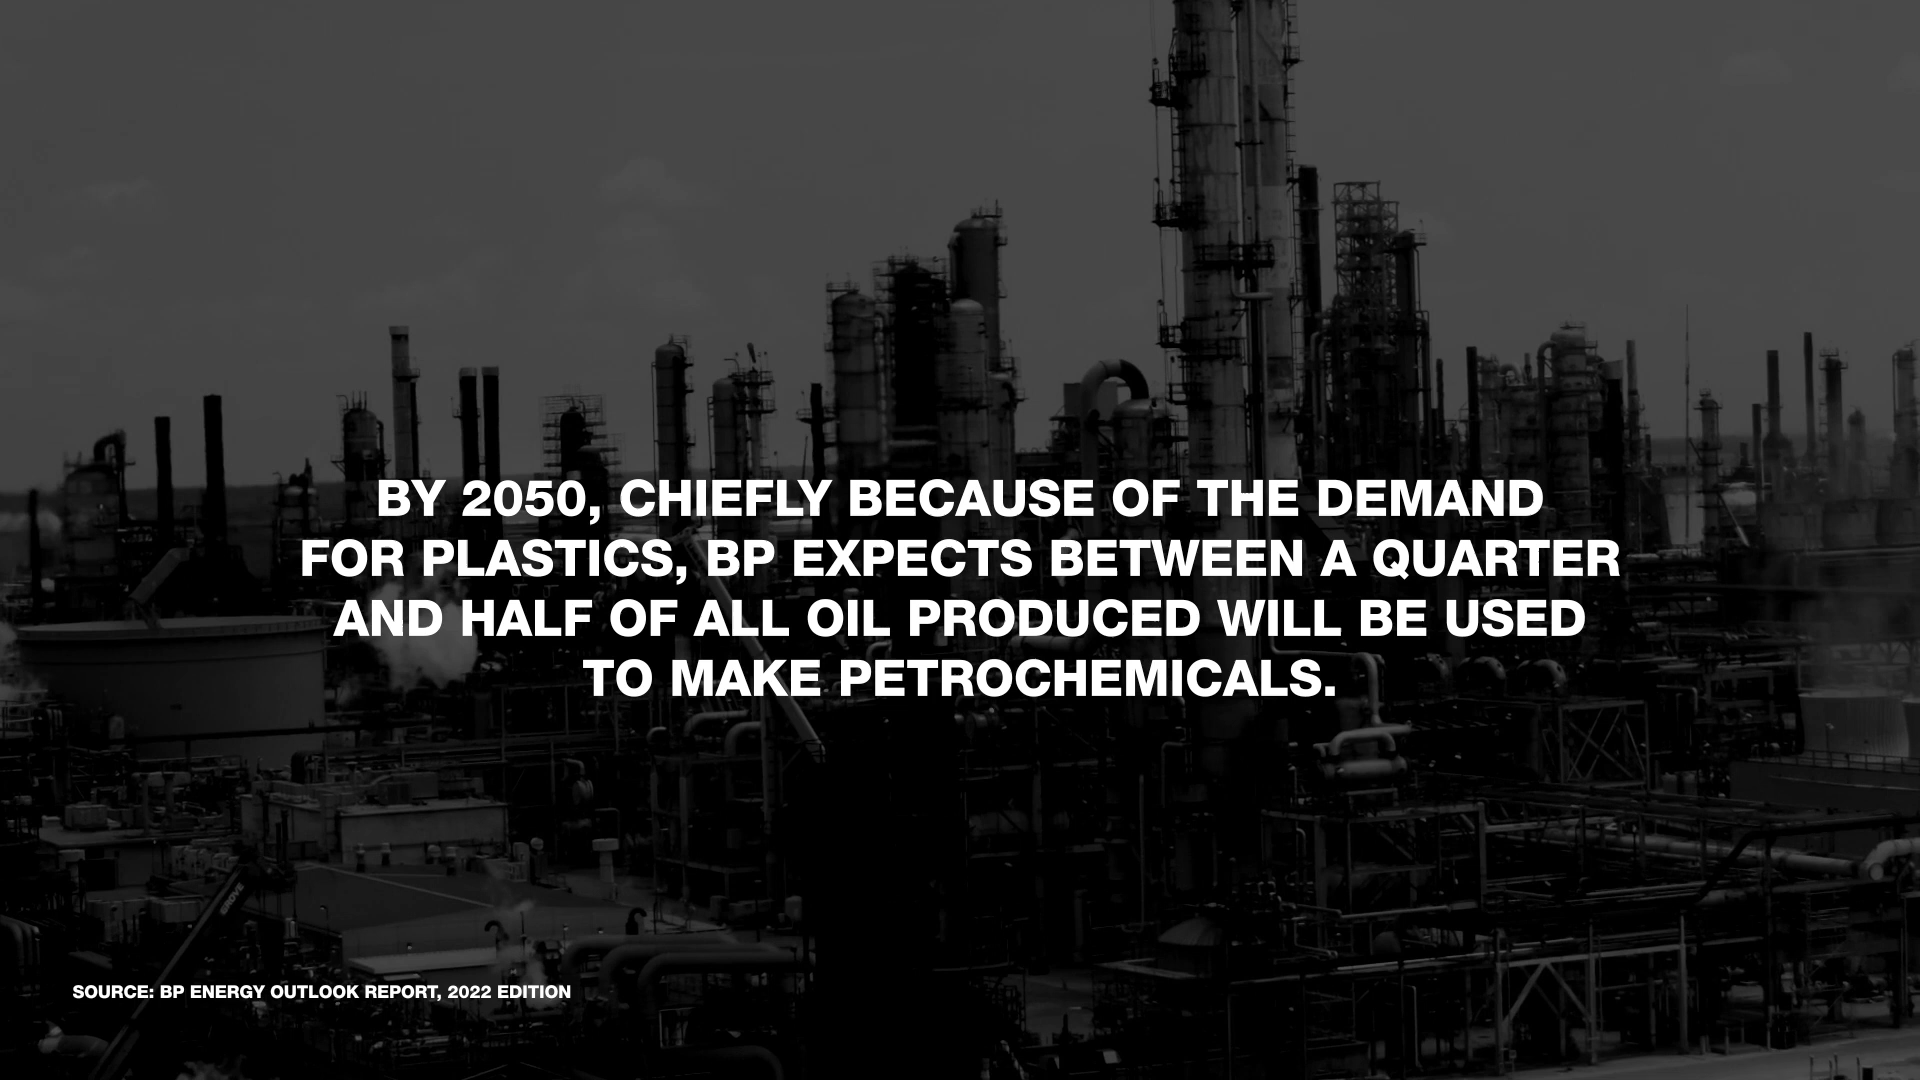 BY 2050, CHIEFLY BECAUSE OF THE DEMAND
FOR PLASTICS, BP EXPECTS BETWEEN A QUARTER
AND HALF OF ALL OIL PRODUCED WILL BE USED
TO MAKE PETROCHEMICALS.
GROVE
SOURCE: BP ENERGY OUTLOOK REPORT, 2022 EDITION